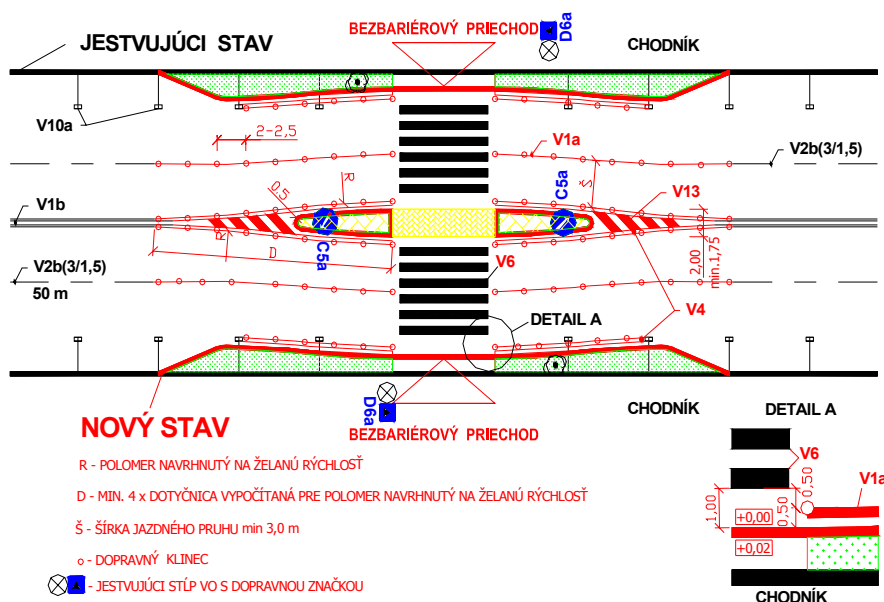 BEZBARIÉROVÝ PRIECHOD
D6a
JESTVUJÚCI STAV
CHODNÍK
V10a
2-2,5
V1a
V2b(3/1,5)
0.5
R
Š
C5a
V13
V1b
R
C5a
D
2,00
min.1,75
V2b(3/1,5)
50 m
V6
V4
DETAIL A
D6a
CHODNÍK
DETAIL A
NOVÝ STAV
BEZBARIÉROVÝ PRIECHOD
V6
R - POLOMER NAVRHNUTÝ NA ŽELANÚ RÝCHLOSŤ
0,50
V1a
D - MIN. 4 x DOTYČNICA VYPOČÍTANÁ PRE POLOMER NAVRHNUTÝ NA ŽELANÚ RÝCHLOSŤ
1,00
0,50
+0,00
Š - ŠÍRKA JAZDNÉHO PRUHU min 3,0 m
+0,02
o - DOPRAVNÝ KLINEC
- JESTVUJÚCI STĹP VO S DOPRAVNOU ZNAČKOU
CHODNÍK